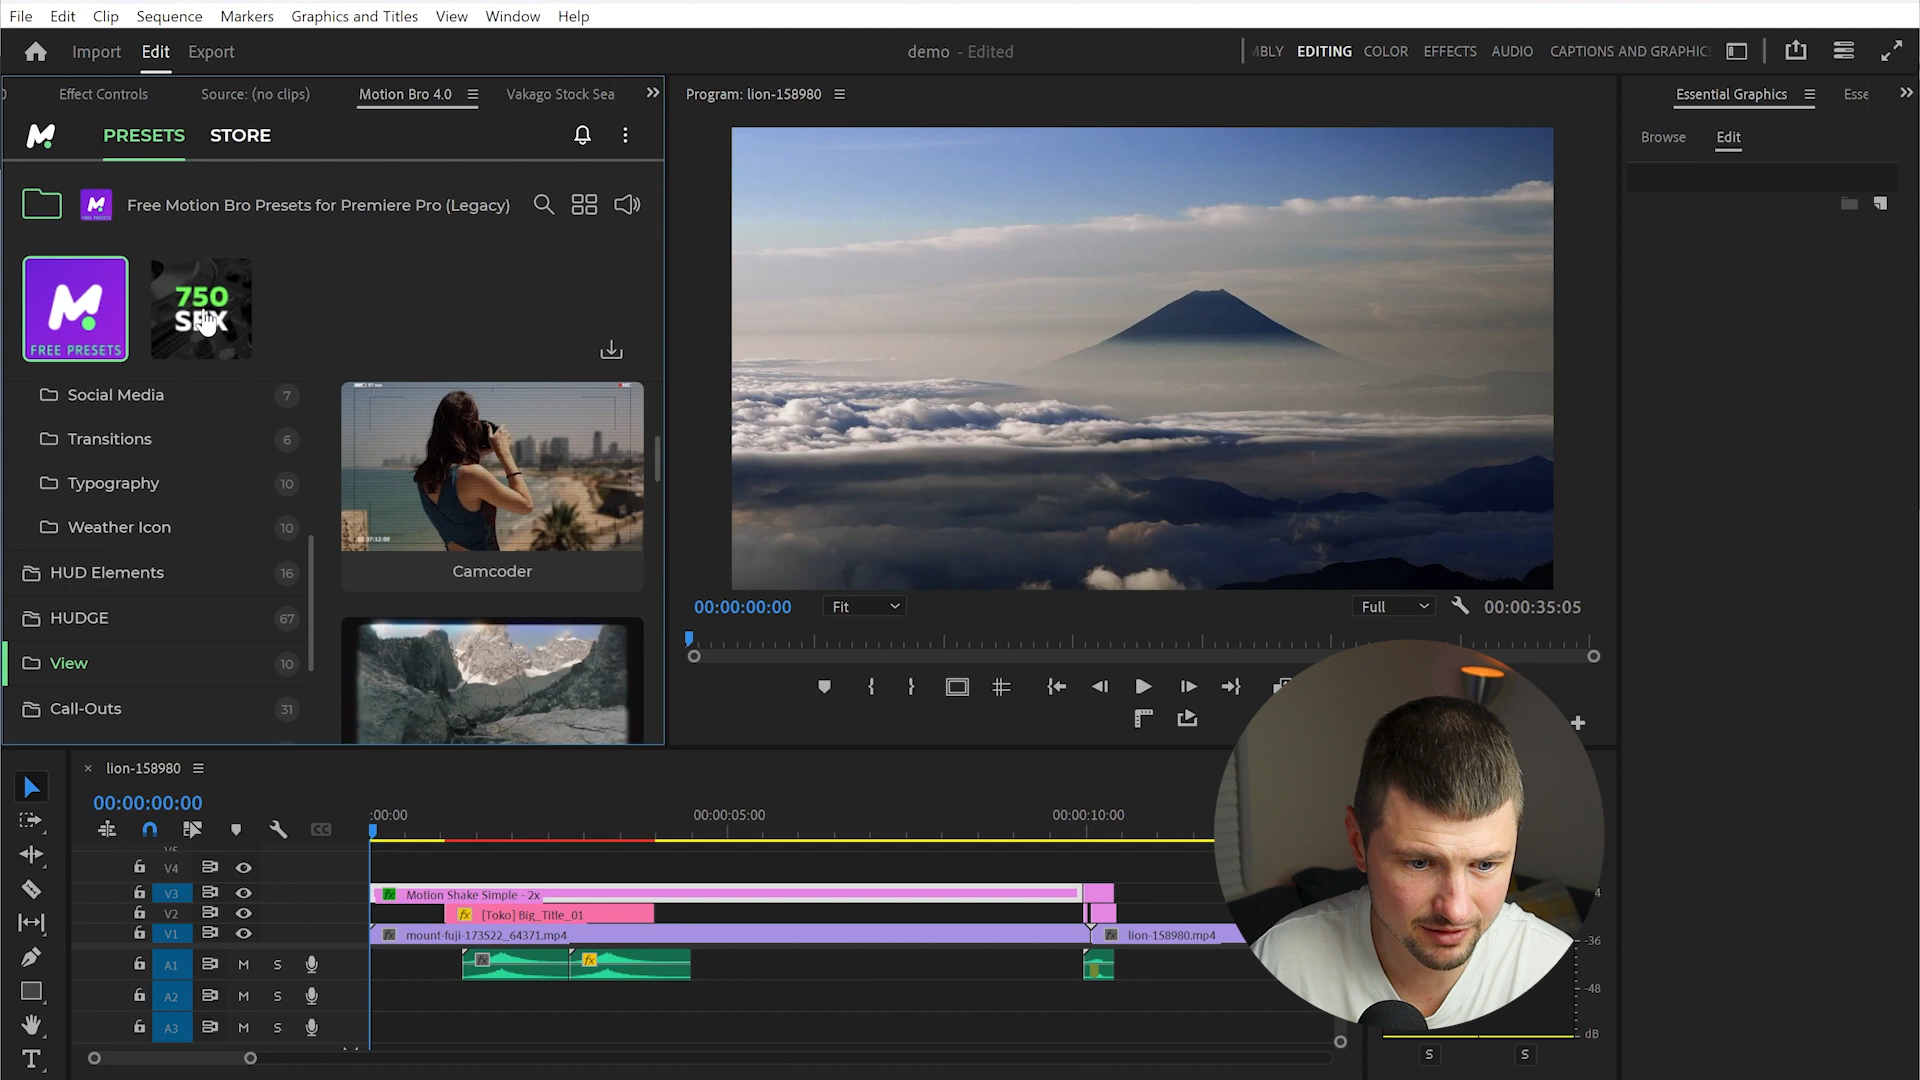 File Edit Clip Sequence Markers Graphics and Titles View Window Help
Import Edit Export
demo - Edited
EDITING COLOR EFFECTS AUDIO
Effect Controls Source: (no clips) Motion Bro 4.0 Vakago Stock Sea
Program: lion-158980
Essential Graphics
PRESETS STORE
Browse Edit
Free Motion Bro Presets for Premiere Pro (Legacy)
750
FREE PRESETS
Social Media 7
Transitions 6
Typography 10
Weather Icon 10
Camcoder
HUD Elements 16
HUDGE 67
View 10
Call-Outs 31
00:00:00:00 Fit Full 00:00:35:05
lion-158980
00:00:00:00
:00:00 00:00:05:00 00:00:10:00
V4
V3 Motion Shake Simple - 2x
V2 [Toko] Big_Title_01
V1 mount-fuji-173522_64371.mp4 lion-158980.mp4
A1 M S
A2 M S
A3 M S
-36
-48
dB
S S